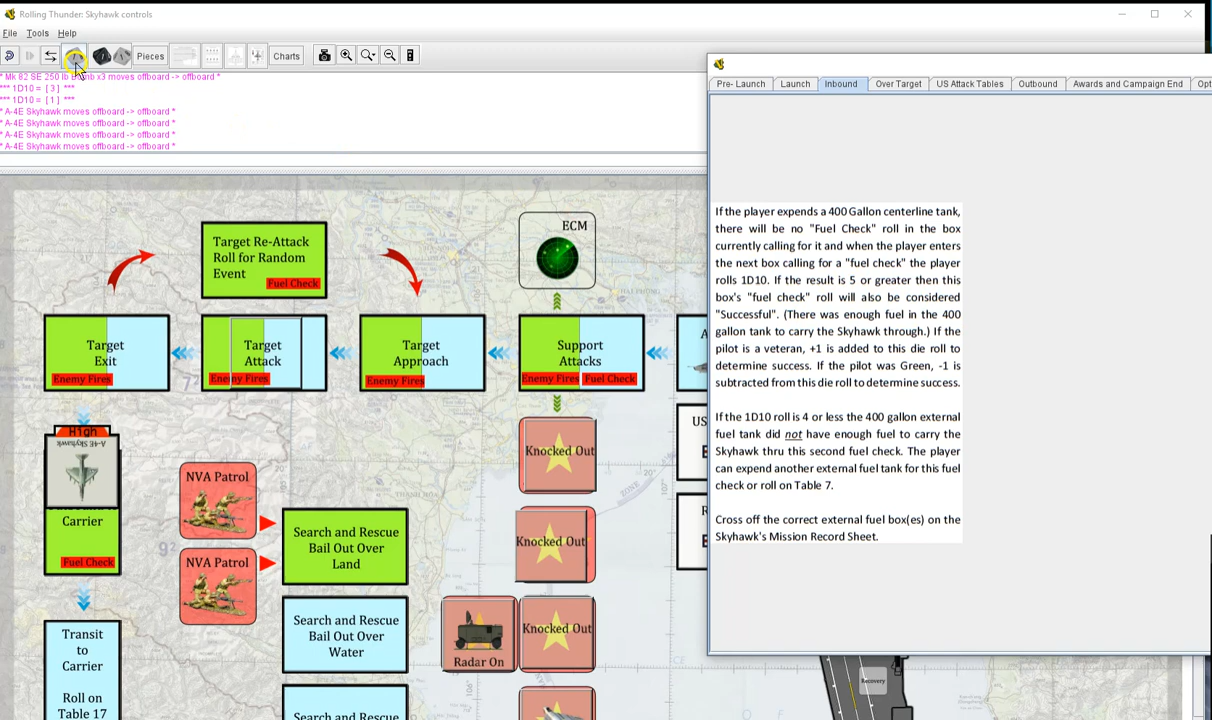 Rolling Thunder: Skyhawk controls
File Tools Help
Pieces
Charts
* Mk 82 SE 250 lb Bomb x3 moves offboard -> offboard *
*** 1D10 = [ 3 ] ***
*** 1D10 = [ 1 ] ***
* A-4E Skyhawk moves offboard -> offboard *
* A-4E Skyhawk moves offboard -> offboard *
* A-4E Skyhawk moves offboard -> offboard *
* A-4E Skyhawk moves offboard -> offboard *
Pre- Launch
Launch
Inbound
Over Target
US Attack Tables
Outbound
Awards and Campaign End
Opt
If the player expends a 400 Gallon centerline tank,
there will be no "Fuel Check" roll in the box
currently calling for it and when the player enters
the next box calling for a "fuel check" the player
rolls 1D10. If the result is 5 or greater then this
box's "fuel check" roll will also be considered
"Successful". (There was enough fuel in the 400
gallon tank to carry the Skyhawk through.) If the
pilot is a veteran, +1 is added to this die roll to
determine success. If the pilot was Green, -1 is
subtracted from this die roll to determine success.
If the 1D10 roll is 4 or less the 400 gallon external
fuel tank did not have enough fuel to carry the
Skyhawk thru this second fuel check. The player
can expend another external fuel tank for this fuel
check or roll on Table 7.
Cross off the correct external fuel box(es) on the
Skyhawk's Mission Record Sheet.
Target Re-Attack
Roll for Random
Event
Fuel Check
ECM
Target
Exit
Enemy Fires
Target
Attack
Enemy Fires
Target
Approach
Enemy Fires
Support
Attacks
Enemy Fires
Fuel Check
A
High
A-4E Skyhawk
Carrier
Fuel Check
NVA Patrol
NVA Patrol
Search and Rescue
Bail Out Over
Land
Search and Rescue
Bail Out Over
Water
Search and Rescue
Knocked Out
Knocked Out
Knocked Out
Radar On
US
Transit
to
Carrier
Roll on
Table 17
Recovery